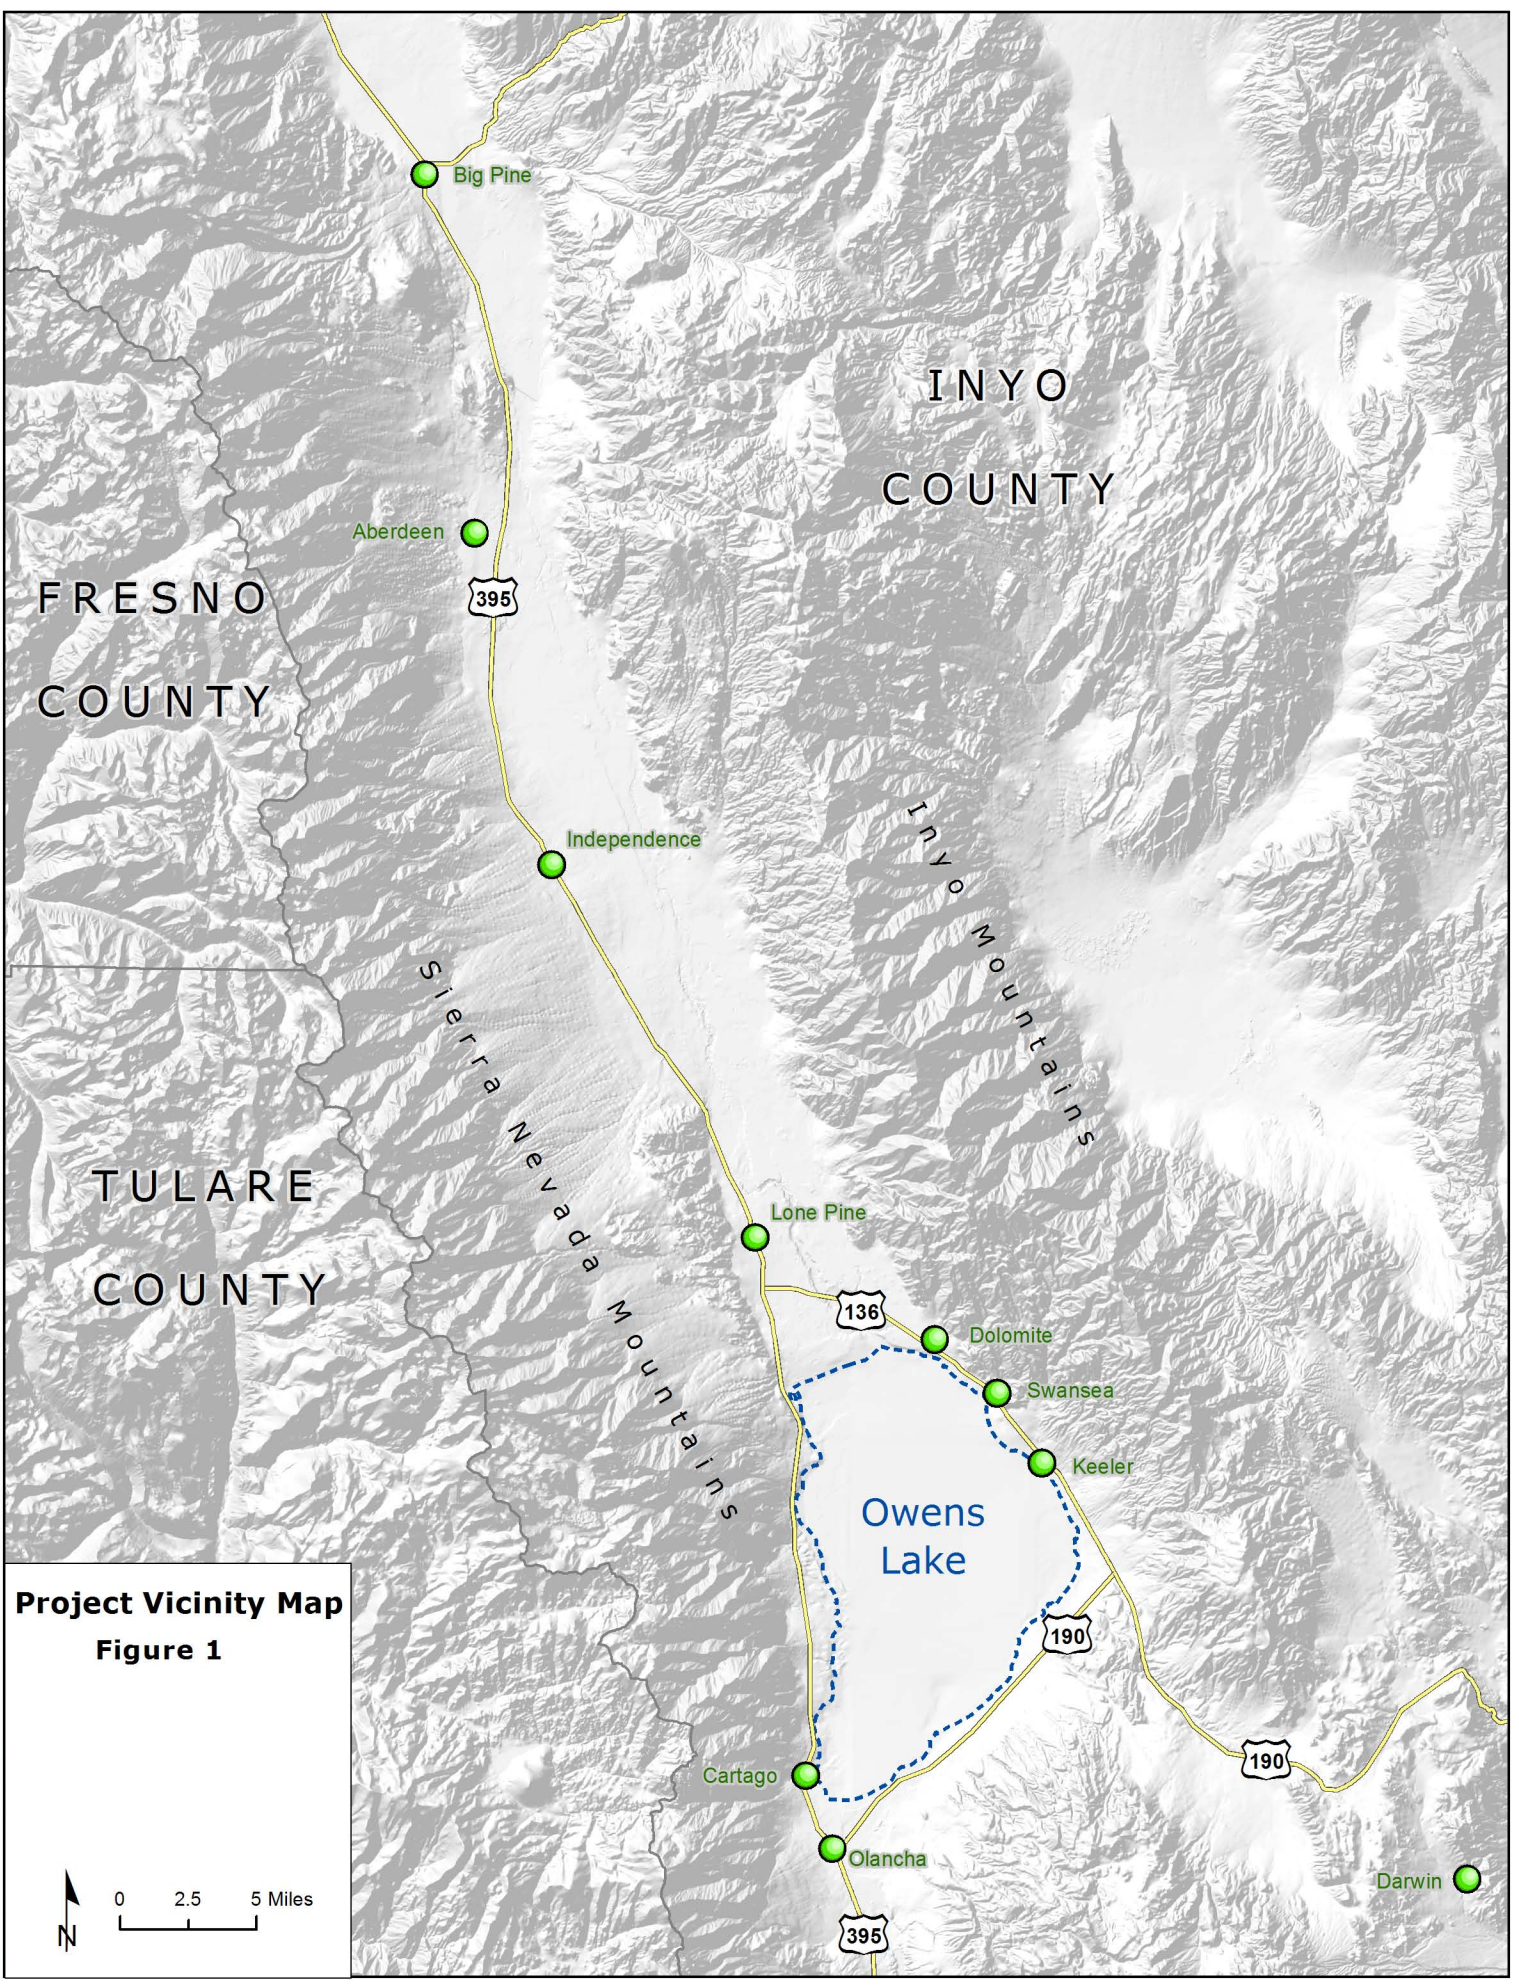 Big Pine
INYO
COUNTY
Aberdeen
395
FRESNO
COUNTY
Independence
Inyo Mountains
Sierra Nevada Mountains
TULARE
COUNTY
Lone Pine
136
Dolomite
Swansea
Keeler
Owens
Lake
190
190
Cartago
Olancha
Darwin
395
Project Vicinity Map
Figure 1
N
0 2.5 5 Miles